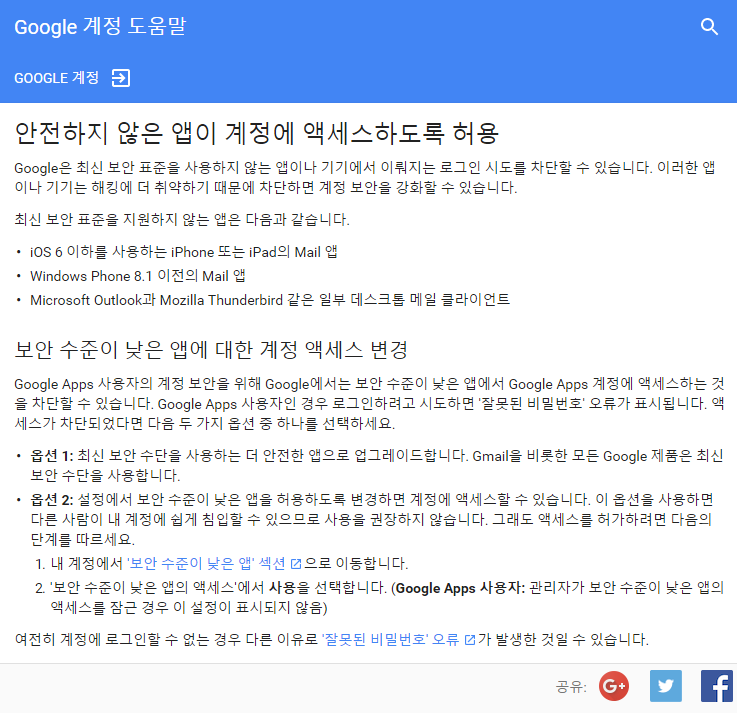 Google 계정 도움말
GOOGLE 계정
안전하지 않은 앱이 계정에 액세스하도록 허용
Google은 최신 보안 표준을 사용하지 않는 앱이나 기기에서 이뤄지는 로그인 시도를 차단할 수 있습니다. 이러한 앱
이나 기기는 해킹에 더 취약하기 때문에 차단하면 계정 보안을 강화할 수 있습니다.
최신 보안 표준을 지원하지 않는 앱은 다음과 같습니다.
• iOS 6 이하를 사용하는 iPhone 또는 iPad의 Mail 앱
• Windows Phone 8.1 이전의 Mail 앱
• Microsoft Outlook과 Mozilla Thunderbird 같은 일부 데스크톱 메일 클라이언트
보안 수준이 낮은 앱에 대한 계정 액세스 변경
Google Apps 사용자의 계정 보안을 위해 Google에서는 보안 수준이 낮은 앱에서 Google Apps 계정에 액세스하는 것
을 차단할 수 있습니다. Google Apps 사용자인 경우 로그인하려고 시도하면 '잘못된 비밀번호' 오류가 표시됩니다. 액
세스가 차단되었다면 다음 두 가지 옵션 중 하나를 선택하세요.
• 옵션 1: 최신 보안 수단을 사용하는 더 안전한 앱으로 업그레이드합니다. Gmail을 비롯한 모든 Google 제품은 최신
보안 수단을 사용합니다.
• 옵션 2: 설정에서 보안 수준이 낮은 앱을 허용하도록 변경하면 계정에 액세스할 수 있습니다. 이 옵션을 사용하면
다른 사람이 내 계정에 쉽게 침입할 수 있으므로 사용을 권장하지 않습니다. 그래도 액세스를 허가하려면 다음의
단계를 따르세요.
1. 내 계정에서 '보안 수준이 낮은 앱' 섹션 으로 이동합니다.
2. '보안 수준이 낮은 앱의 액세스'에서 사용을 선택합니다. (Google Apps 사용자: 관리자가 보안 수준이 낮은 앱의
액세스를 잠근 경우 이 설정이 표시되지 않음)
여전히 계정에 로그인할 수 없는 경우 다른 이유로 '잘못된 비밀번호' 오류 가 발생한 것일 수 있습니다.
공유: G+ f